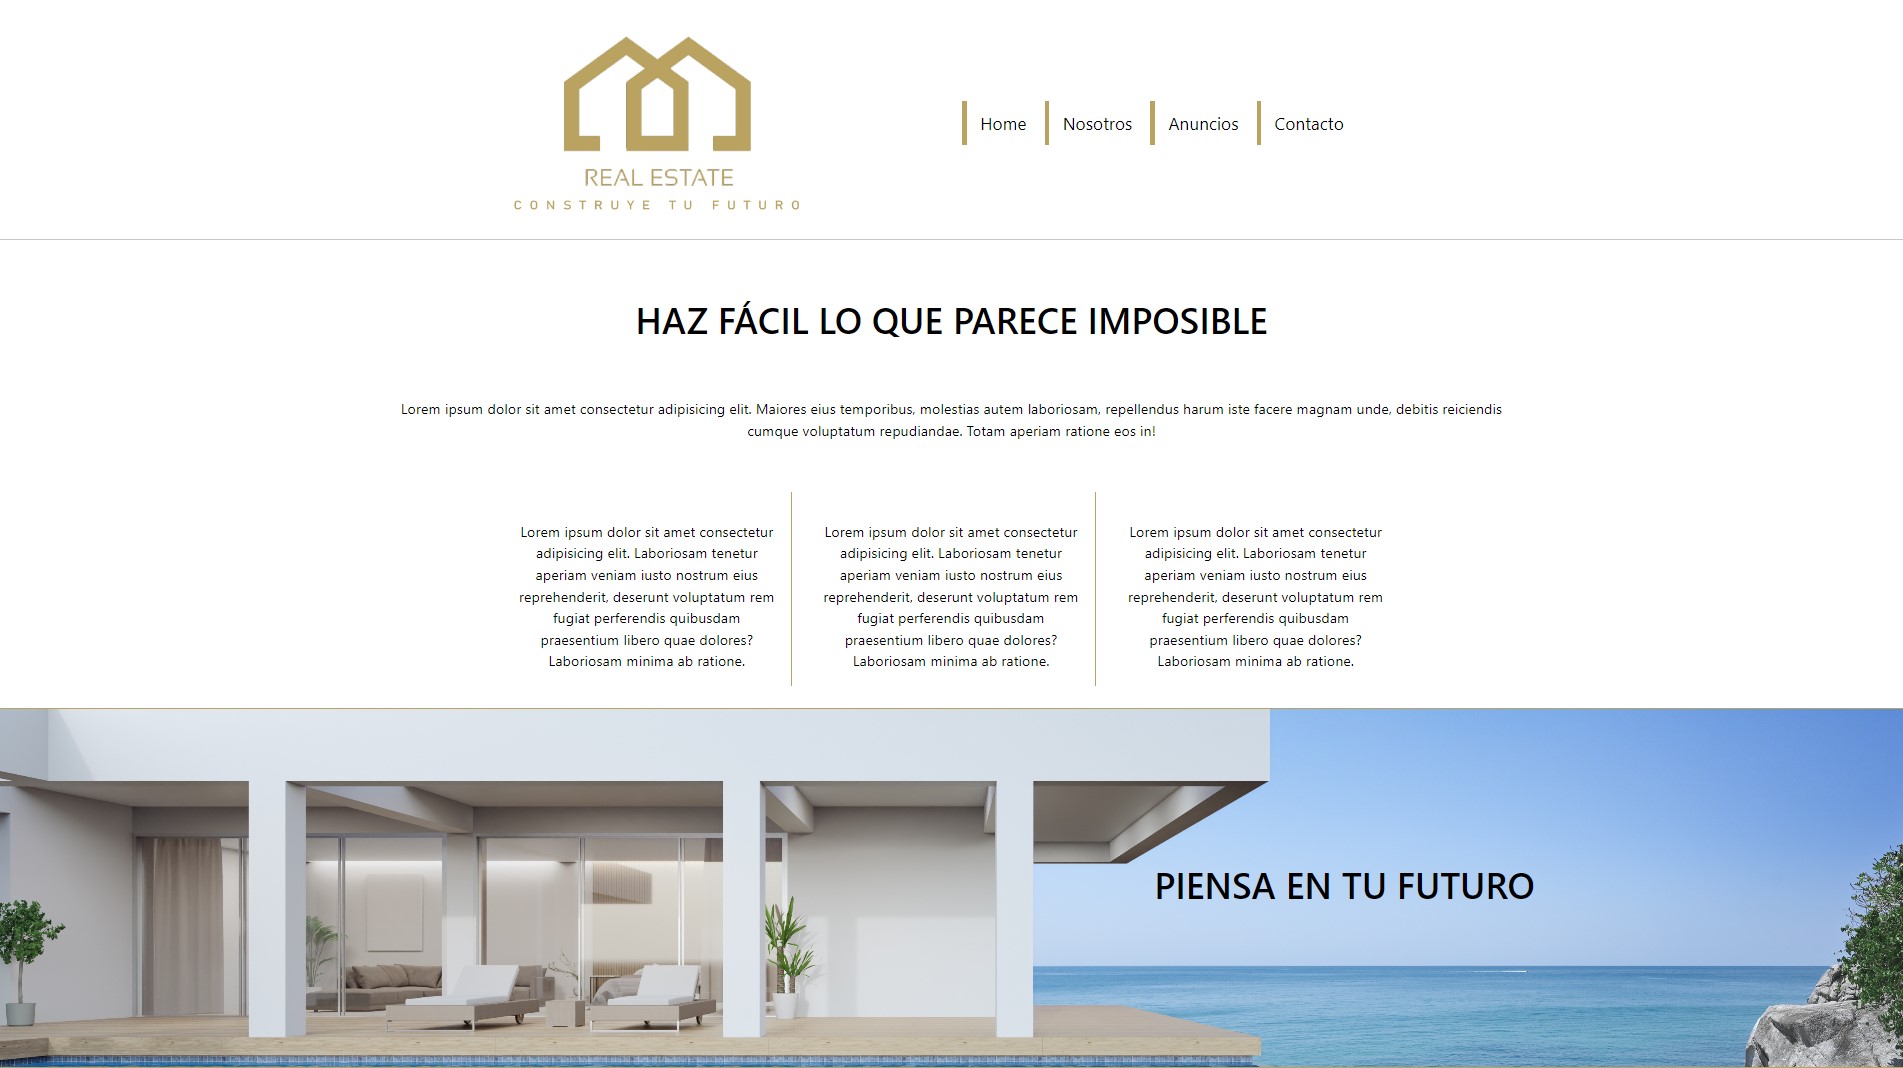 REAL ESTATE
CONSTRUYE TU FUTURO
Home
Nosotros
Anuncios
Contacto
HAZ FÁCIL LO QUE PARECE IMPOSIBLE
Lorem ipsum dolor sit amet consectetur adipisicing elit. Maiores eius temporibus, molestias autem laboriosam, repellendus harum iste facere magnam unde, debitis reiciendis
cumque voluptatum repudiandae. Totam aperiam ratione eos in!
Lorem ipsum dolor sit amet consectetur
adipisicing elit. Laboriosam tenetur
aperiam veniam iusto nostrum eius
reprehenderit, deserunt voluptatum rem
fugiat perferendis quibusdam
praesentium libero quae dolores?
Laboriosam minima ab ratione.
Lorem ipsum dolor sit amet consectetur
adipisicing elit. Laboriosam tenetur
aperiam veniam iusto nostrum eius
reprehenderit, deserunt voluptatum rem
fugiat perferendis quibusdam
praesentium libero quae dolores?
Laboriosam minima ab ratione.
Lorem ipsum dolor sit amet consectetur
adipisicing elit. Laboriosam tenetur
aperiam veniam iusto nostrum eius
reprehenderit, deserunt voluptatum rem
fugiat perferendis quibusdam
praesentium libero quae dolores?
Laboriosam minima ab ratione.
PIENSA EN TU FUTURO